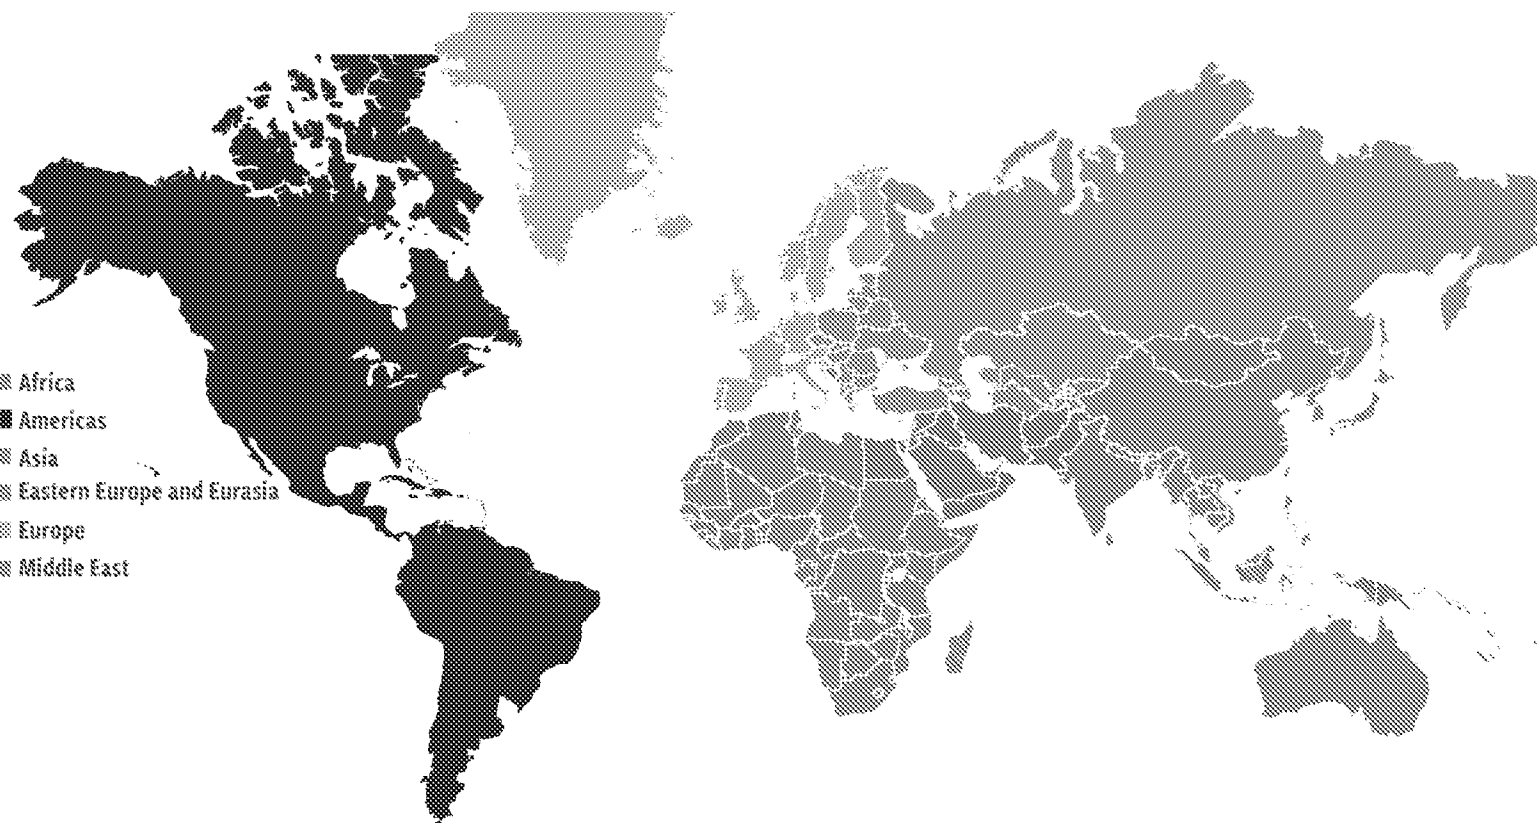 Africa
Americas
Asia
Eastern Europe and Eurasia
Europe
Middle East